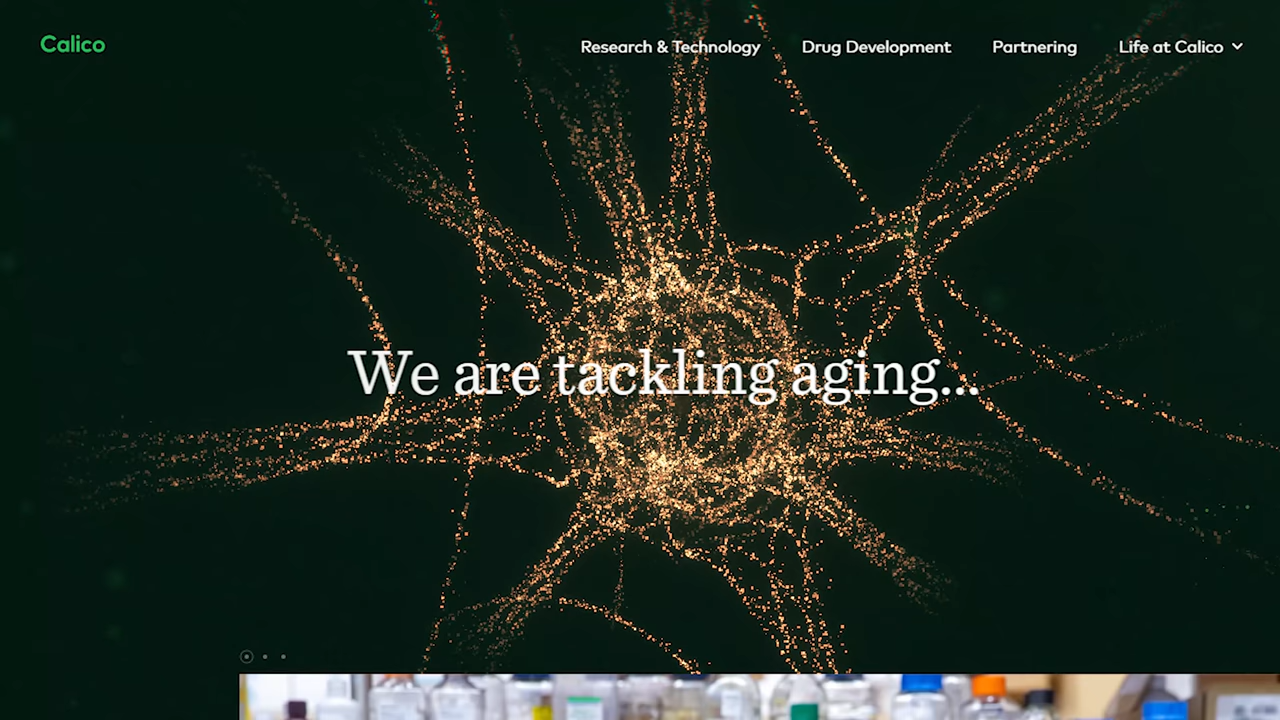 Calico
Research & Technology
Drug Development
Partnering
Life at Calico
We are tackling aging...